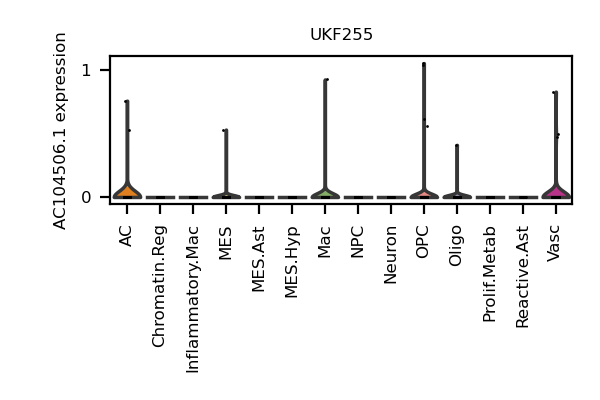 UKF255
AC104506.1 expression
1
0
AC
Chromatin.Reg
Inflammatory.Mac
MES
MES.Ast
MES.Hyp
Mac
NPC
Neuron
OPC
Oligo
Prolif.Metab
Reactive.Ast
Vasc